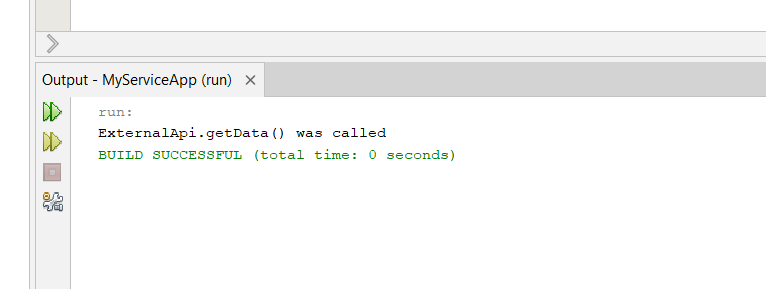 Output - MyServiceApp (run)
run:
ExternalApi.getData() was called
BUILD SUCCESSFUL (total time: 0 seconds)